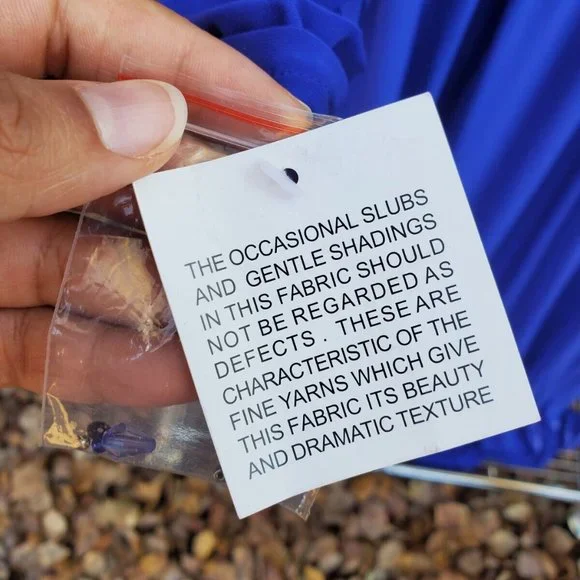 THE OCCASIONAL SLUBS
AND GENTLE SHADINGS
IN THIS FABRIC SHOULD
NOT BE REGARDED AS
DEFECTS . THESE ARE
CHARACTERISTIC OF THE
FINE YARNS WHICH GIVE
THIS FABRIC ITS BEAUTY
AND DRAMATIC TEXTURE